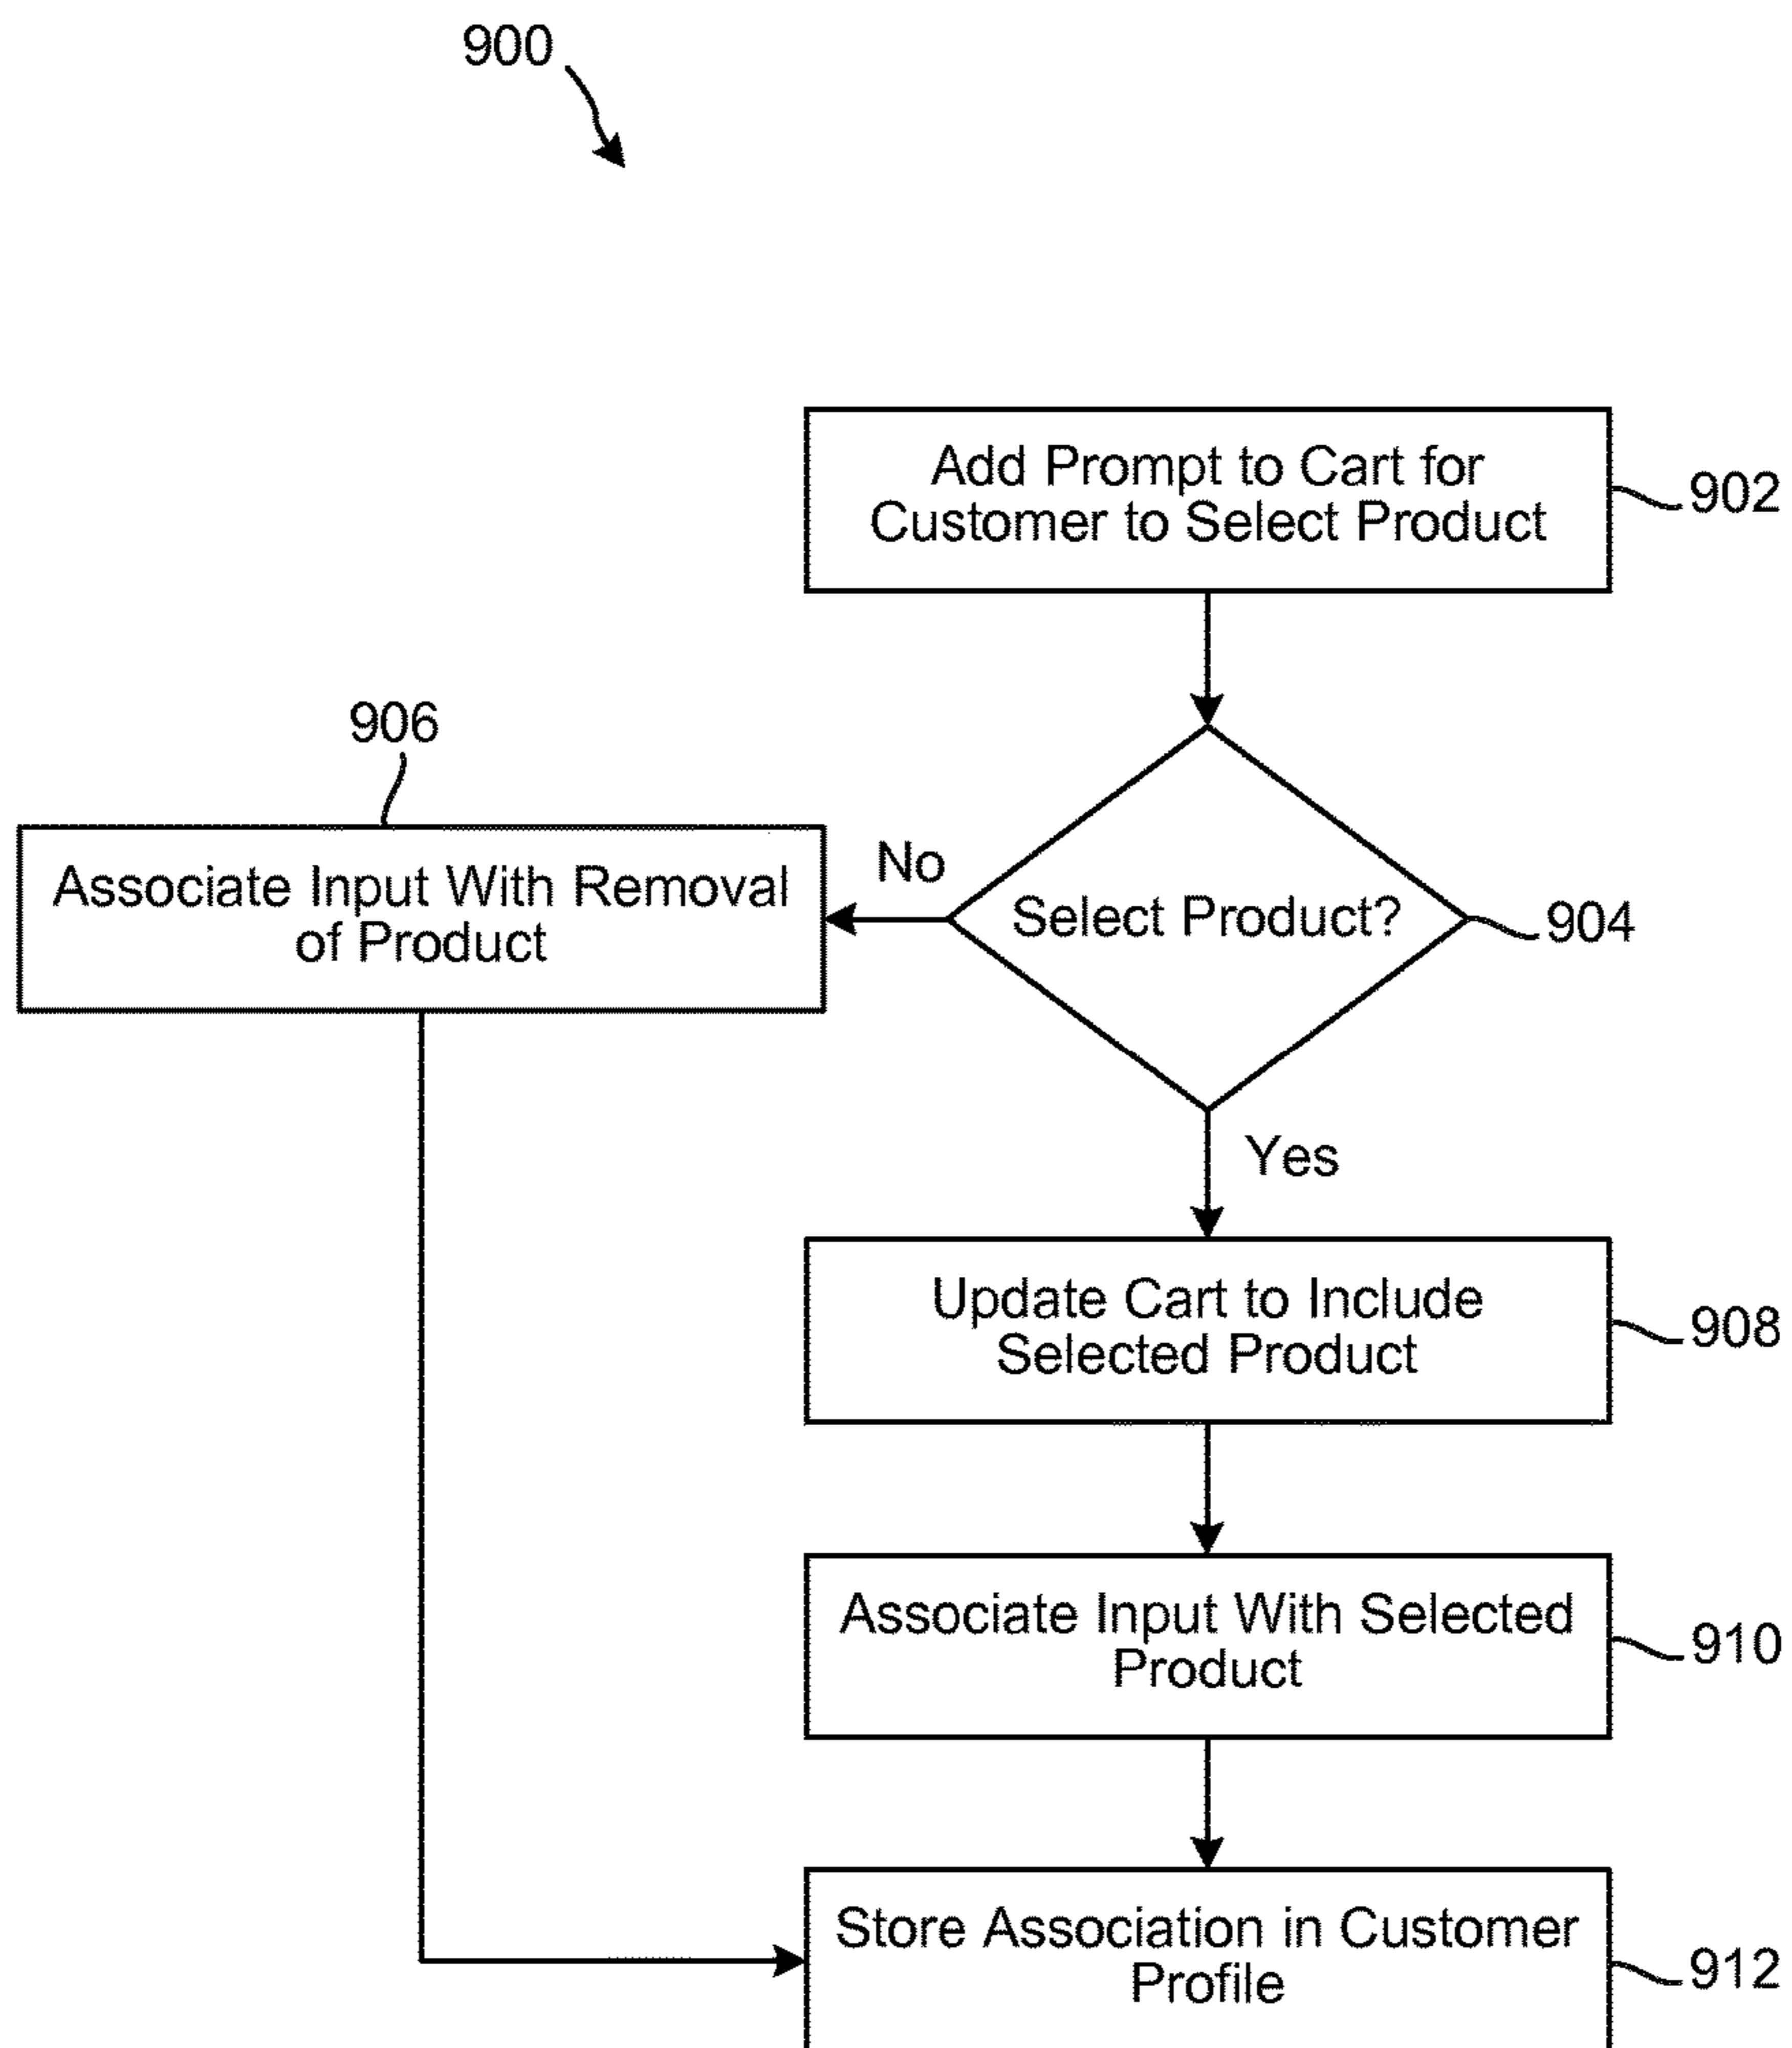 900
Add Prompt to Cart for
Customer to Select Product
902
906
Associate Input With Removal
of Product
No
Select Product?
904
Yes
Update Cart to Include
Selected Product
908
Associate Input With Selected
Product
910
Store Association in Customer
Profile
912